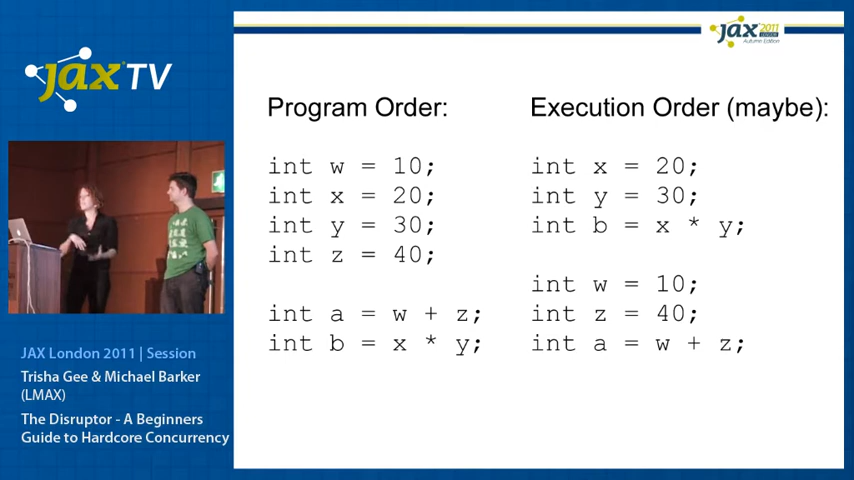 jax TV
jax 2011
LONDON
Autumn Edition
Program Order:
int w = 10;
int x = 20;
int y = 30;
int z = 40;
int a = w + z;
int b = x * y;
Execution Order (maybe):
int x = 20;
int y = 30;
int b = x * y;
int w = 10;
int z = 40;
int a = w + z;
JAX London 2011 | Session
Trisha Gee & Michael Barker
(LMAX)
The Disruptor - A Beginners
Guide to Hardcore Concurrency